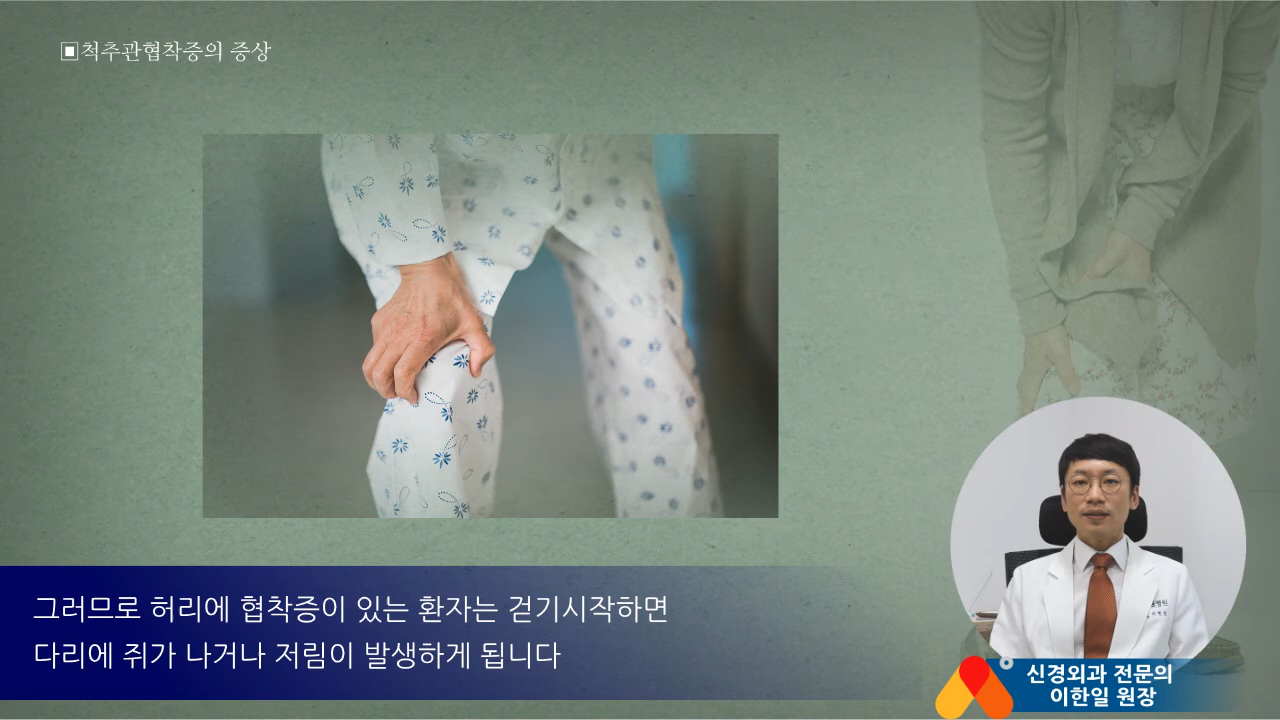 ▣척추관협착증의 증상
그러므로 허리에 협착증이 있는 환자는 걷기시작하면
다리에 쥐가 나거나 저림이 발생하게 됩니다
신경외과 전문의
이한일 원장